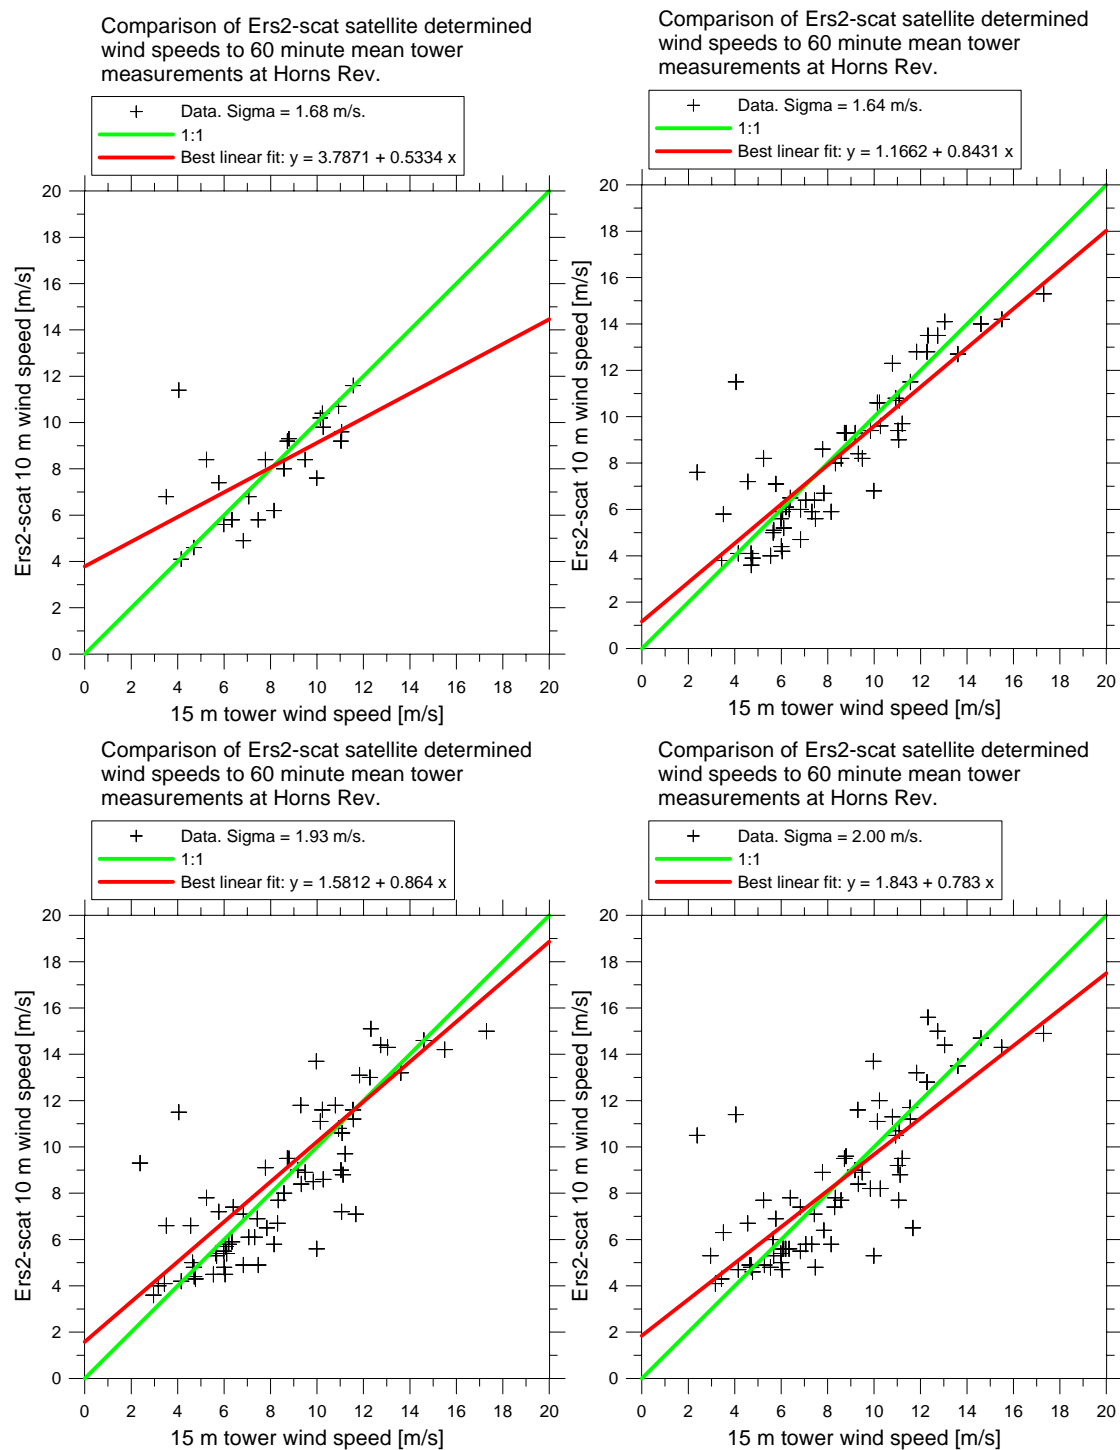 Comparison of Ers2-scat satellite determined
wind speeds to 60 minute mean tower
measurements at Horns Rev.
Data. Sigma = 1.68 m/s.
1:1
Best linear fit: y = 3.7871 + 0.5334 x
20
18
16
14
12
10
8
6
4
2
0
Ers2-scat 10 m wind speed [m/s]
0 2 4 6 8 10 12 14 16 18 20
15 m tower wind speed [m/s]
Comparison of Ers2-scat satellite determined
wind speeds to 60 minute mean tower
measurements at Horns Rev.
Data. Sigma = 1.64 m/s.
1:1
Best linear fit: y = 1.1662 + 0.8431 x
20
18
16
14
12
10
8
6
4
2
0
Ers2-scat 10 m wind speed [m/s]
0 2 4 6 8 10 12 14 16 18 20
15 m tower wind speed [m/s]
Comparison of Ers2-scat satellite determined
wind speeds to 60 minute mean tower
measurements at Horns Rev.
Data. Sigma = 1.93 m/s.
1:1
Best linear fit: y = 1.5812 + 0.864 x
20
18
16
14
12
10
8
6
4
2
0
Ers2-scat 10 m wind speed [m/s]
0 2 4 6 8 10 12 14 16 18 20
15 m tower wind speed [m/s]
Comparison of Ers2-scat satellite determined
wind speeds to 60 minute mean tower
measurements at Horns Rev.
Data. Sigma = 2.00 m/s.
1:1
Best linear fit: y = 1.843 + 0.783 x
20
18
16
14
12
10
8
6
4
2
0
Ers2-scat 10 m wind speed [m/s]
0 2 4 6 8 10 12 14 16 18 20
15 m tower wind speed [m/s]